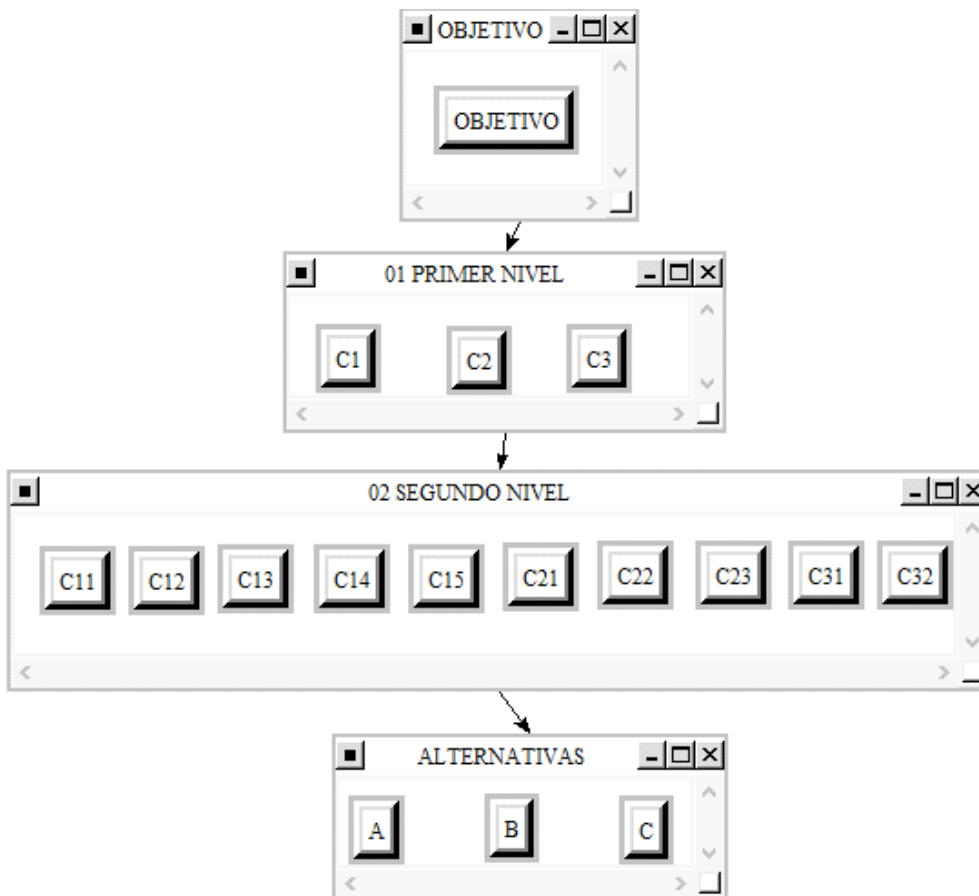 OBJETIVO
OBJETIVO
01 PRIMER NIVEL
C1 C2 C3
02 SEGUNDO NIVEL
C11 C12 C13 C14 C15 C21 C22 C23 C31 C32
ALTERNATIVAS
A B C